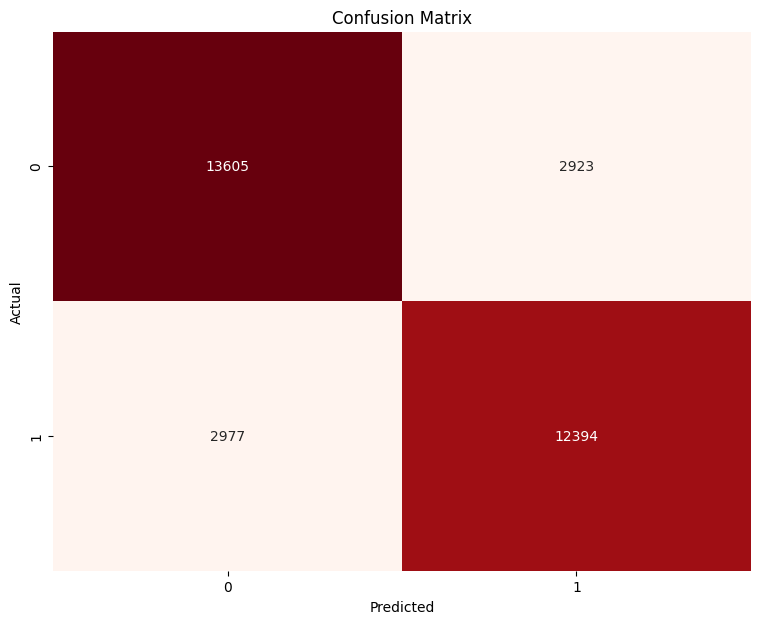 Confusion Matrix
Actual
0
13605
2923
1
2977
12394
0
1
Predicted